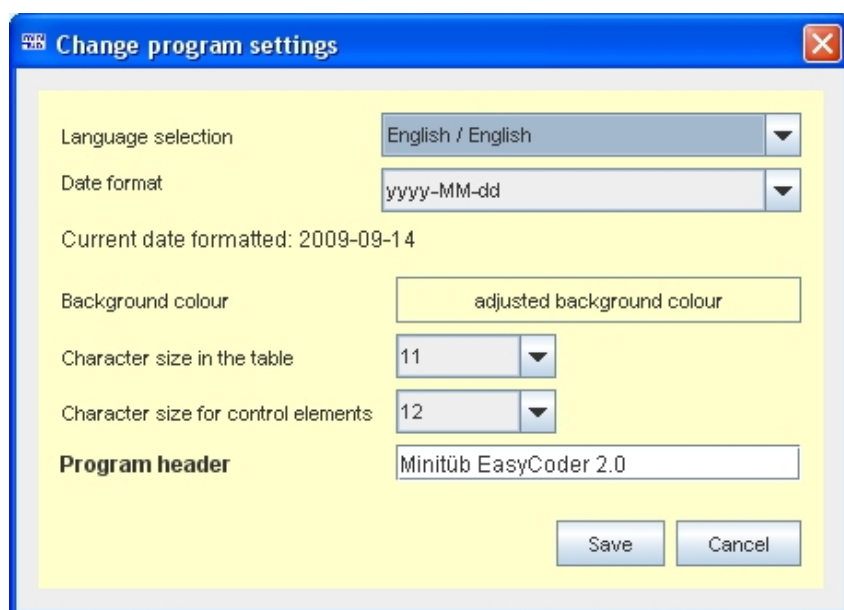 Change program settings
Language selection English / English
Date format yyyy-MM-dd
Current date formatted: 2009-09-14
Background colour adjusted background colour
Character size in the table 11
Character size for control elements 12
Program header Minitüb EasyCoder 2.0
Save Cancel